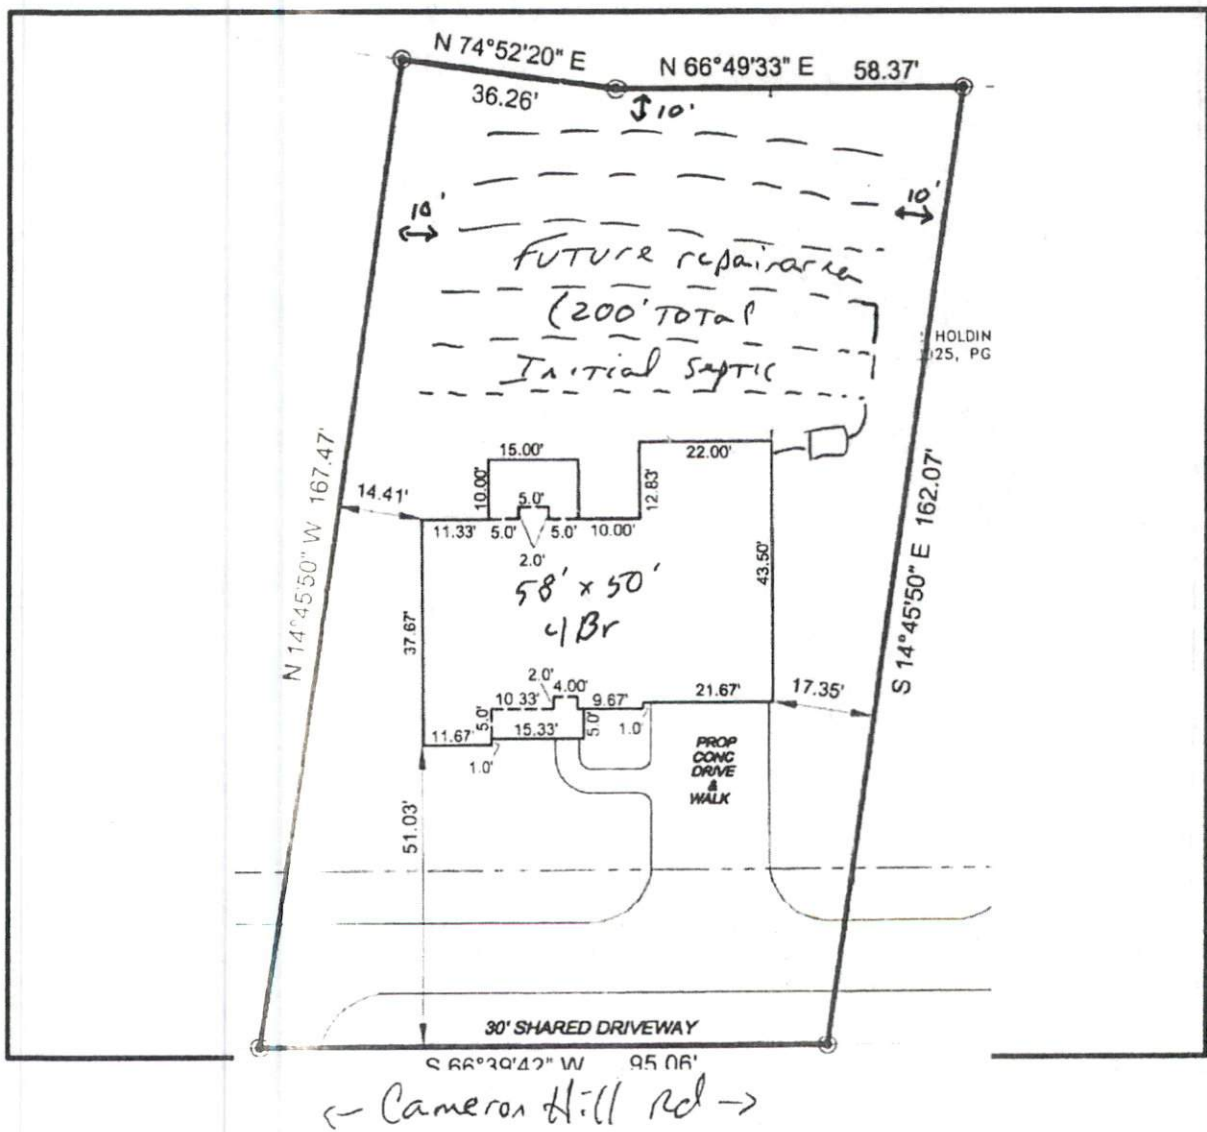 N 74°52'20" E
N 66°49'33" E 58.37'
36.26'
10'
10'
10'
Future repair area
(200' Total
HOLDIN
025, PG
Initial Septic
15.00'
22.00'
10.00'
12.83'
N 14°45'50" W 167.47'
S 14°45'50" E 162.07'
14.41'
5.0'
11.33'
5.0'
5.0'
10.00'
2.0'
43.50'
58' x 50'
4 Br
37.67'
2.0'
4.00'
10.33'
9.67'
21.67'
17.35'
5.0'
11.67'
15.33'
5.0'
1.0'
1.0'
PROP
CONC
DRIVE
&
WALK
51.03'
30' SHARED DRIVEWAY
S 66°39'42" W 95.06'
← Cameron Hill Rd →